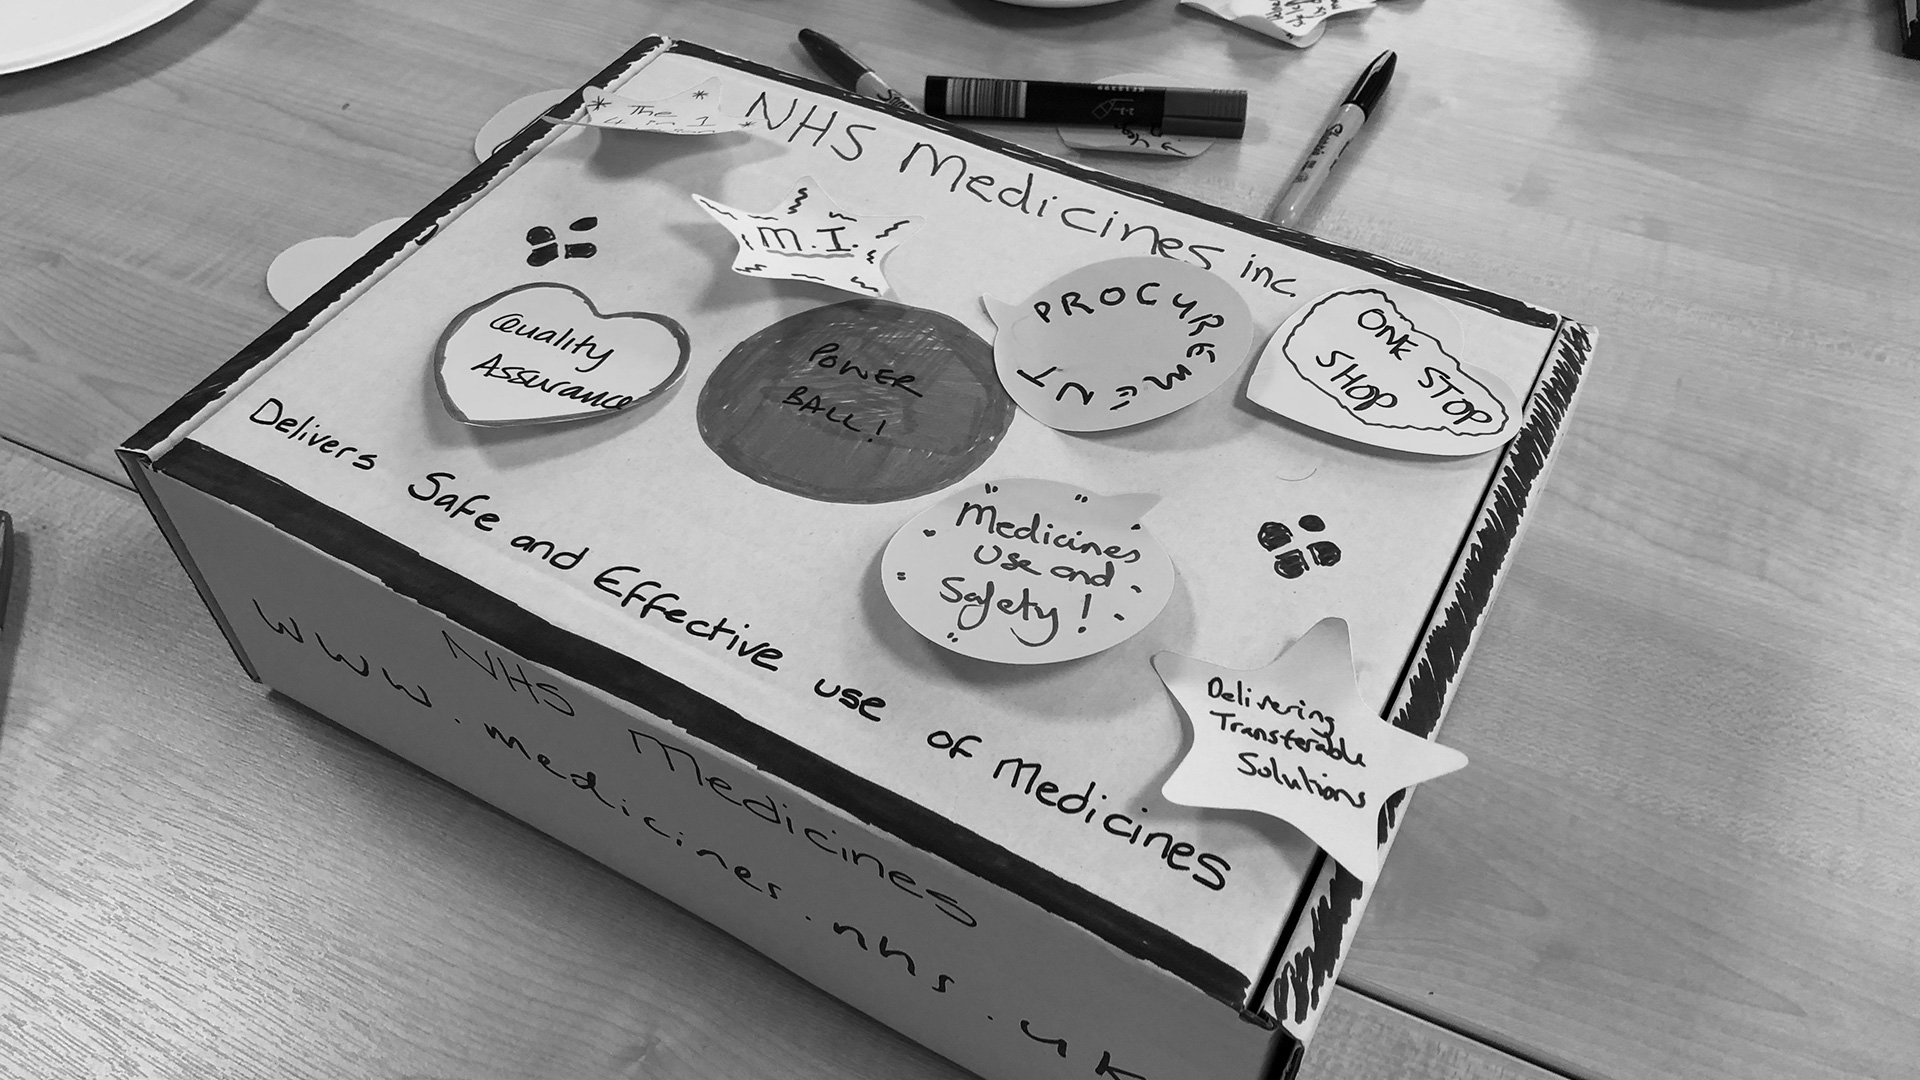 The
NHS Medicines inc.
M.I.
Quality
Assurance
POWER
BALL!
PROCUREMENT
ONE STOP
SHOP
Medicines
Use and
Safety!
Delivering
Transferable
Solutions
Delivers Safe and Effective use of Medicines
NHS Medicines
www.medicines.nhs.uk
Sharpie